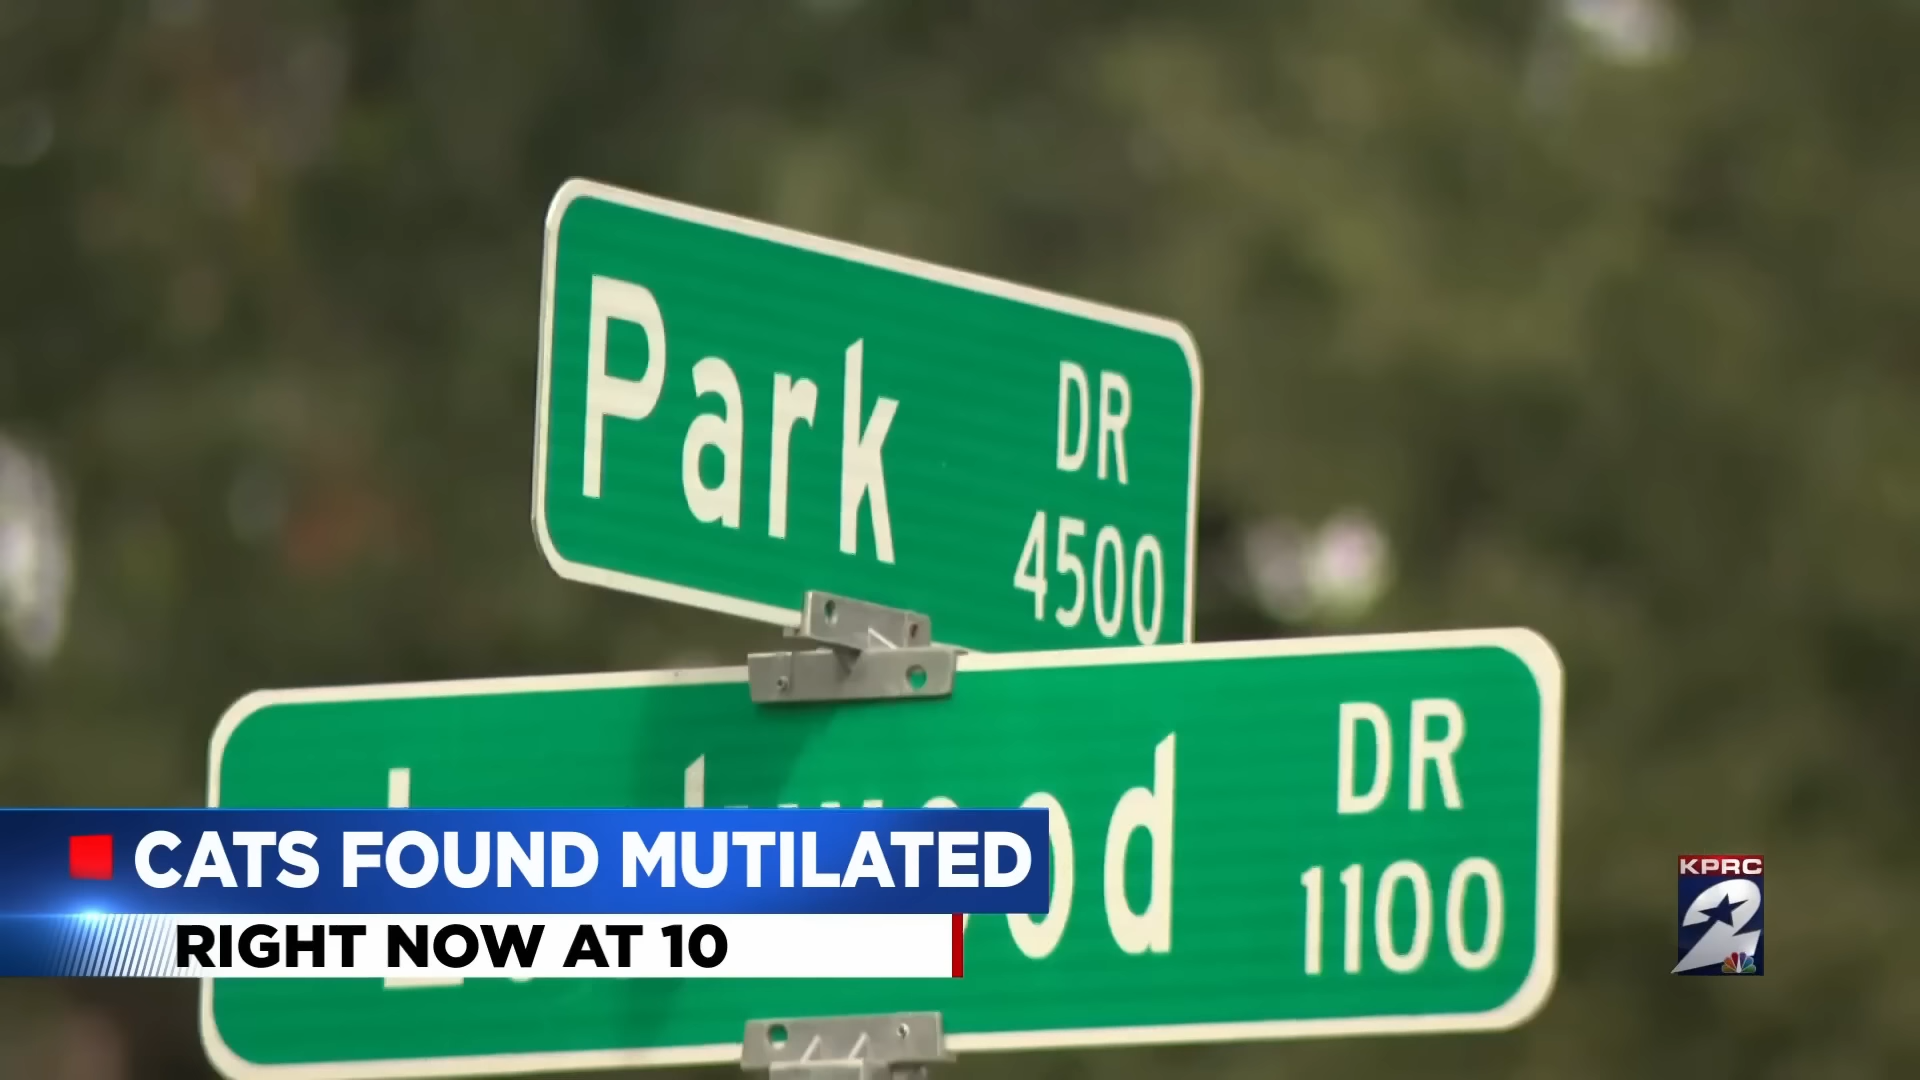 Park DR
4500
DR
1100
CATS FOUND MUTILATED
RIGHT NOW AT 10
KPRC
2